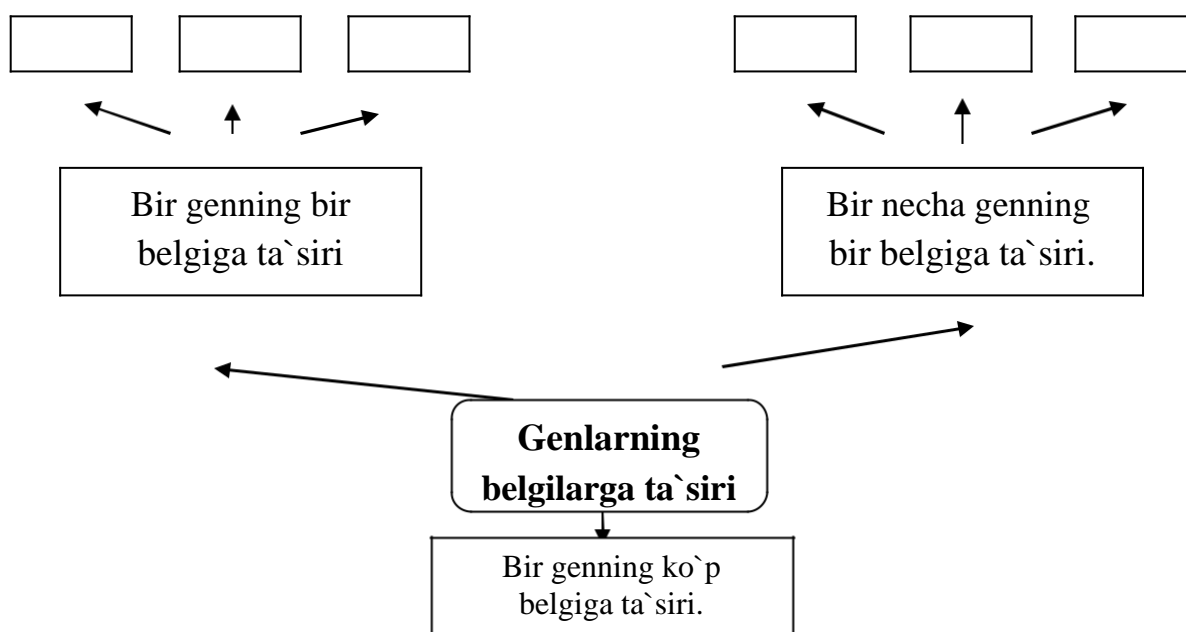 Bir genning bir
belgiga ta`siri
Bir necha genning
bir belgiga ta`siri.
Genlarning
belgilarga ta`siri
Bir genning ko`p
belgiga ta`siri.